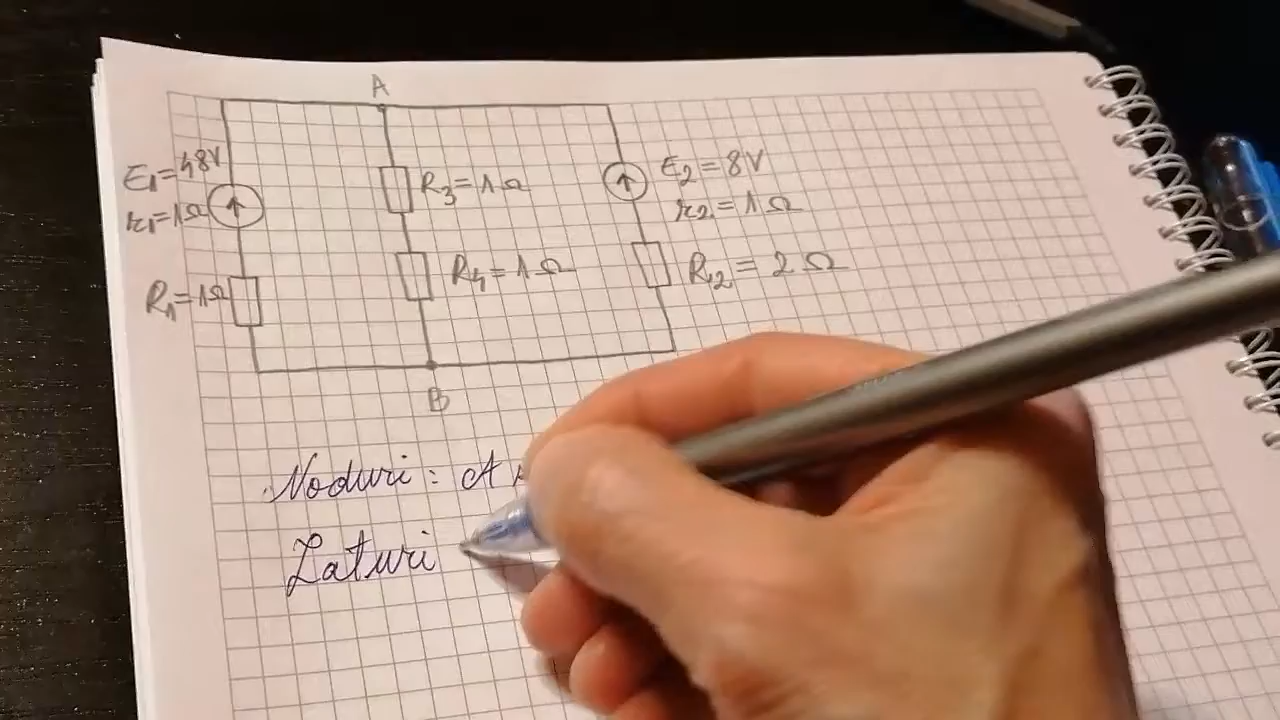 A
E1=48V
r1=1Ω
R1=1Ω
R3=1Ω
R4=1Ω
E2=8V
r2=1Ω
R2=2Ω
B
Noduri: A
Laturi